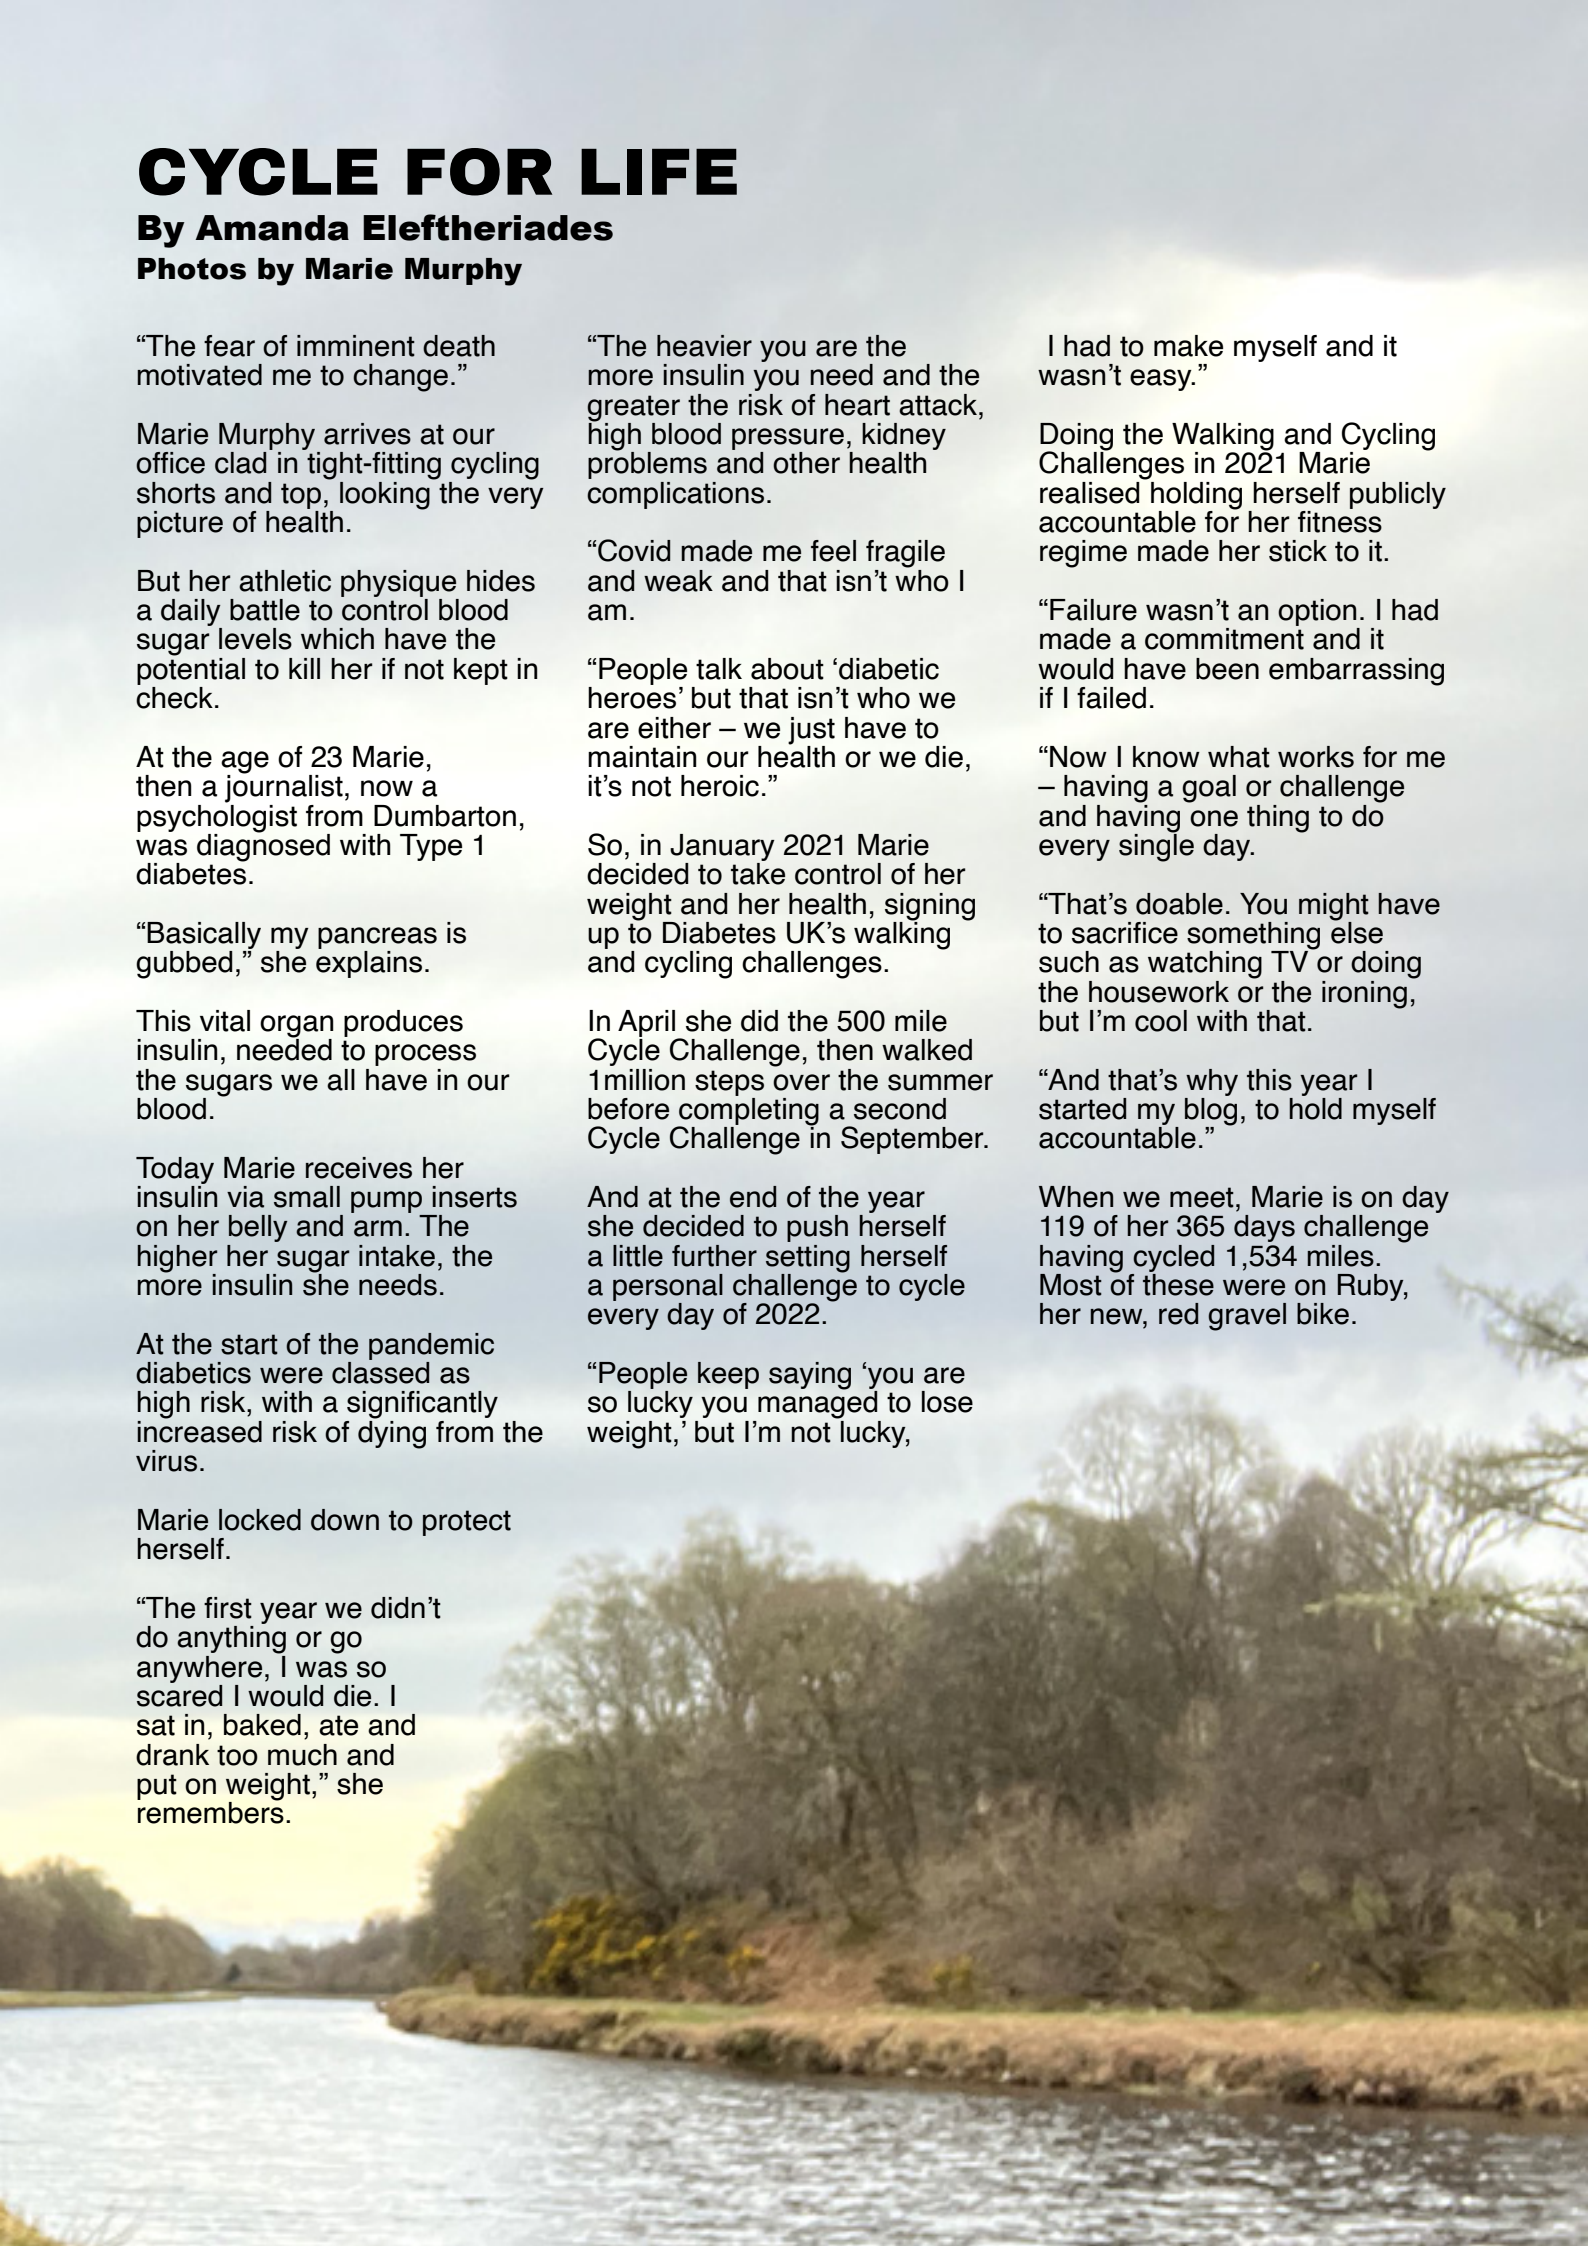 CYCLE FOR LIFE
By Amanda Eleftheriades
Photos by Marie Murphy
“The fear of imminent death
motivated me to change.”
Marie Murphy arrives at our
office clad in tight-fitting cycling
shorts and top, looking the very
picture of health.
But her athletic physique hides
a daily battle to control blood
sugar levels which have the
potential to kill her if not kept in
check.
At the age of 23 Marie,
then a journalist, now a
psychologist from Dumbarton,
was diagnosed with Type 1
diabetes.
“Basically my pancreas is
gubbed,” she explains.
This vital organ produces
insulin, needed to process
the sugars we all have in our
blood.
Today Marie receives her
insulin via small pump inserts
on her belly and arm. The
higher her sugar intake, the
more insulin she needs.
At the start of the pandemic
diabetics were classed as
high risk, with a significantly
increased risk of dying from the
virus.
Marie locked down to protect
herself.
“The first year we didn’t
do anything or go
anywhere, I was so
scared I would die. I
sat in, baked, ate and
drank too much and
put on weight,” she
remembers.
“The heavier you are the
more insulin you need and the
greater the risk of heart attack,
high blood pressure, kidney
problems and other health
complications.
“Covid made me feel fragile
and weak and that isn’t who I
am.
“People talk about ‘diabetic
heroes’ but that isn’t who we
are either – we just have to
maintain our health or we die,
it’s not heroic.”
So, in January 2021 Marie
decided to take control of her
weight and her health, signing
up to Diabetes UK’s walking
and cycling challenges.
In April she did the 500 mile
Cycle Challenge, then walked
1million steps over the summer
before completing a second
Cycle Challenge in September.
And at the end of the year
she decided to push herself
a little further setting herself
a personal challenge to cycle
every day of 2022.
“People keep saying ‘you are
so lucky you managed to lose
weight,’ but I’m not lucky,
I had to make myself and it
wasn’t easy.”
Doing the Walking and Cycling
Challenges in 2021 Marie
realised holding herself publicly
accountable for her fitness
regime made her stick to it.
“Failure wasn’t an option. I had
made a commitment and it
would have been embarrassing
if I failed.
“Now I know what works for me
– having a goal or challenge
and having one thing to do
every single day.
“That’s doable. You might have
to sacrifice something else
such as watching TV or doing
the housework or the ironing,
but I’m cool with that.
“And that’s why this year I
started my blog, to hold myself
accountable.”
When we meet, Marie is on day
119 of her 365 days challenge
having cycled 1,534 miles.
Most of these were on Ruby,
her new, red gravel bike.